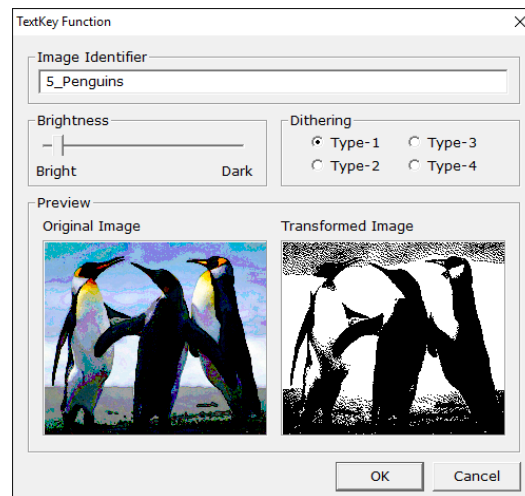 TextKey Function
Image Identifier
5_Penguins
Brightness
Bright Dark
Dithering
Type-1 Type-3
Type-2 Type-4
Preview
Original Image Transformed Image
OK Cancel